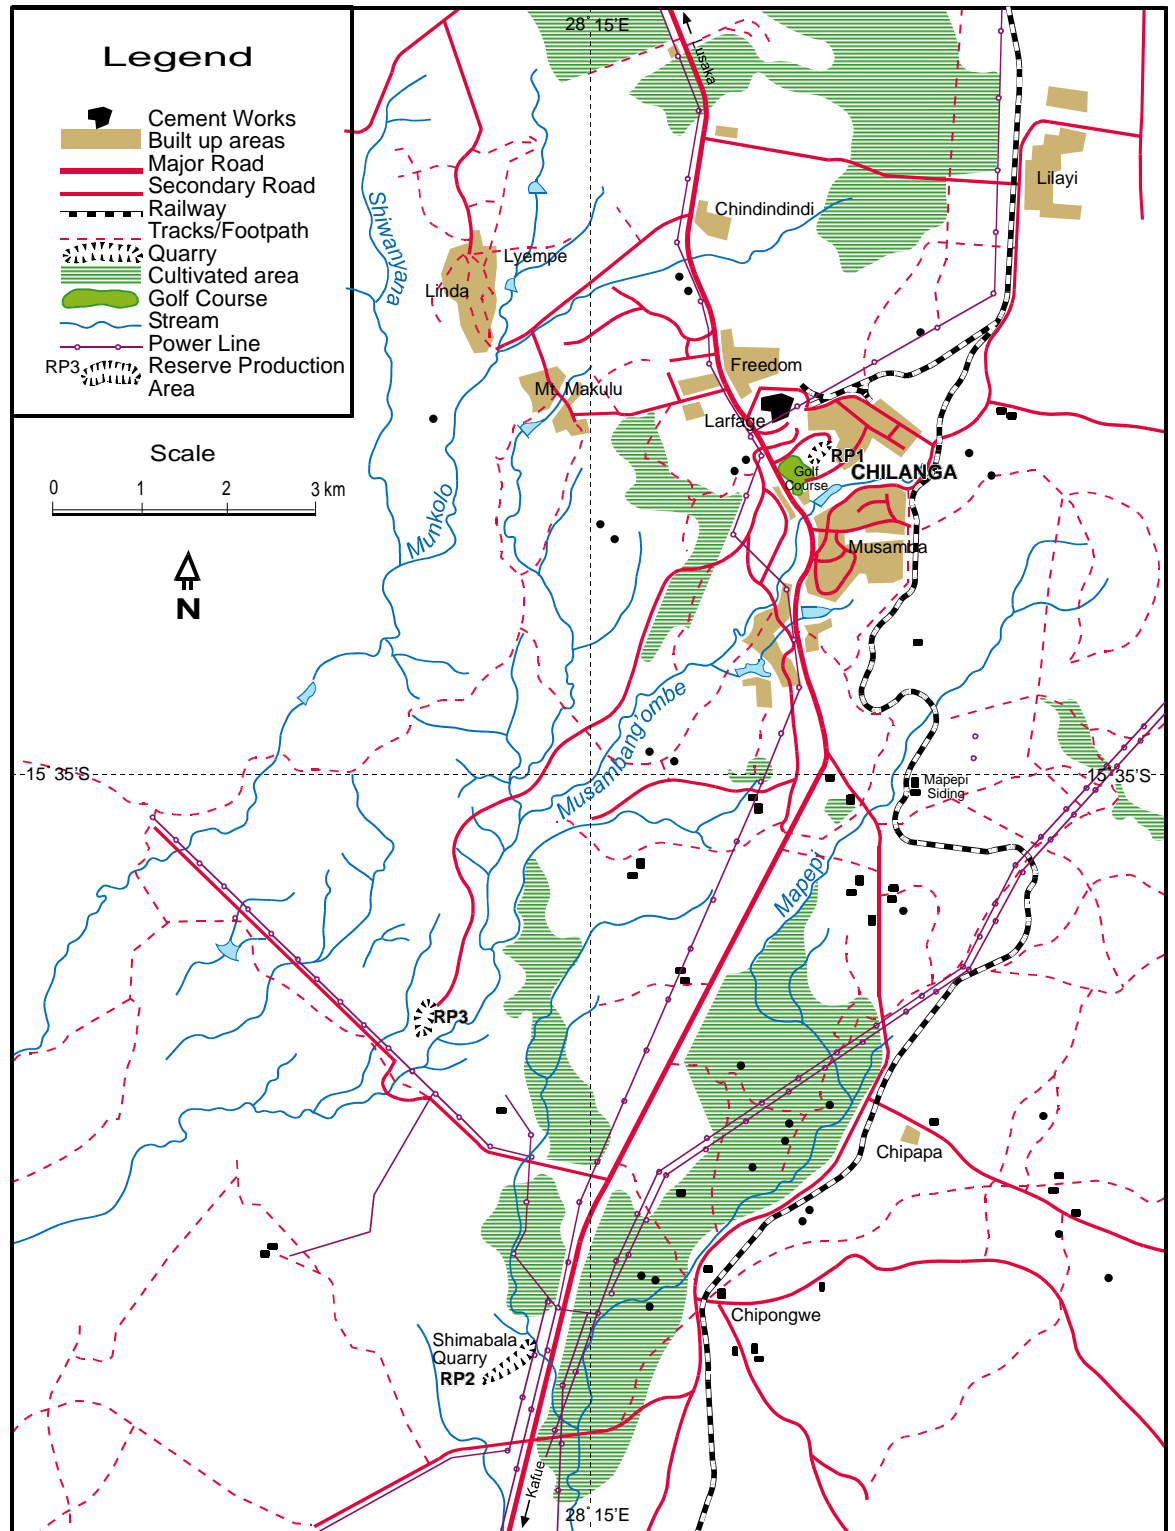 Legend
Cement Works
Built up areas
Major Road
Secondary Road
Railway
Tracks/Footpath
Quarry
Cultivated area
Golf Course
Stream
Power Line
RP3 Reserve Production
Area
Scale
0 1 2 3 km
N
28° 15'E
Lusaka
Lilayi
Chindindindi
Shiwanyana
Lyempe
Linda
Freedom
Mt. Makulu
Larfage
RP1
Golf
Course
CHILANGA
Munkolo
Musamba
Musambang'ombe
15° 35'S
15° 35'S
Mapepi
Siding
Mapepi
RP3
Chipapa
Chipongwe
Shimabala
Quarry
RP2
Kafue
28° 15'E